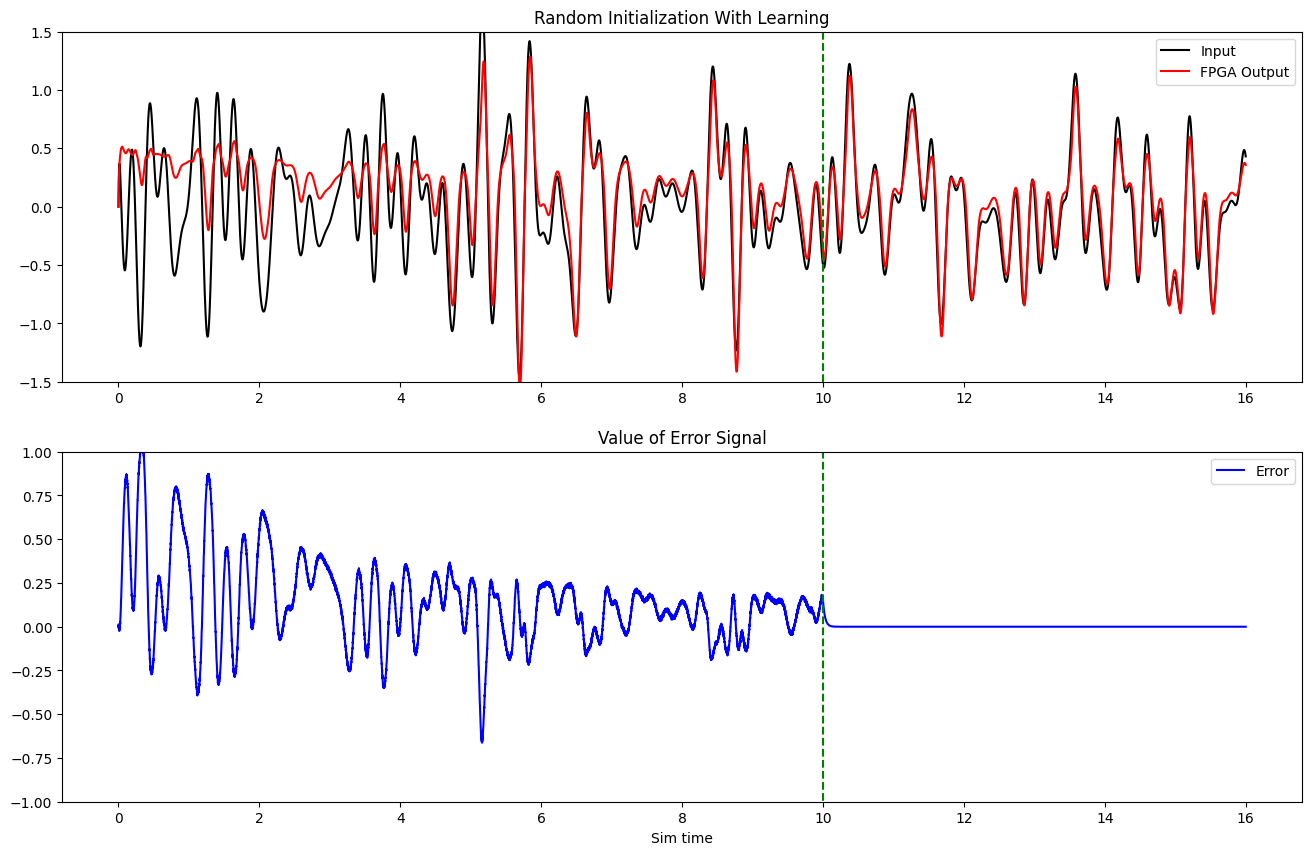 Random Initialization With Learning
1.5
1.0
0.5
0.0
−0.5
−1.0
−1.5
Input
FPGA Output
0 2 4 6 8 10 12 14 16
Value of Error Signal
1.00
0.75
0.50
0.25
0.00
−0.25
−0.50
−0.75
−1.00
Error
0 2 4 6 8 10 12 14 16
Sim time